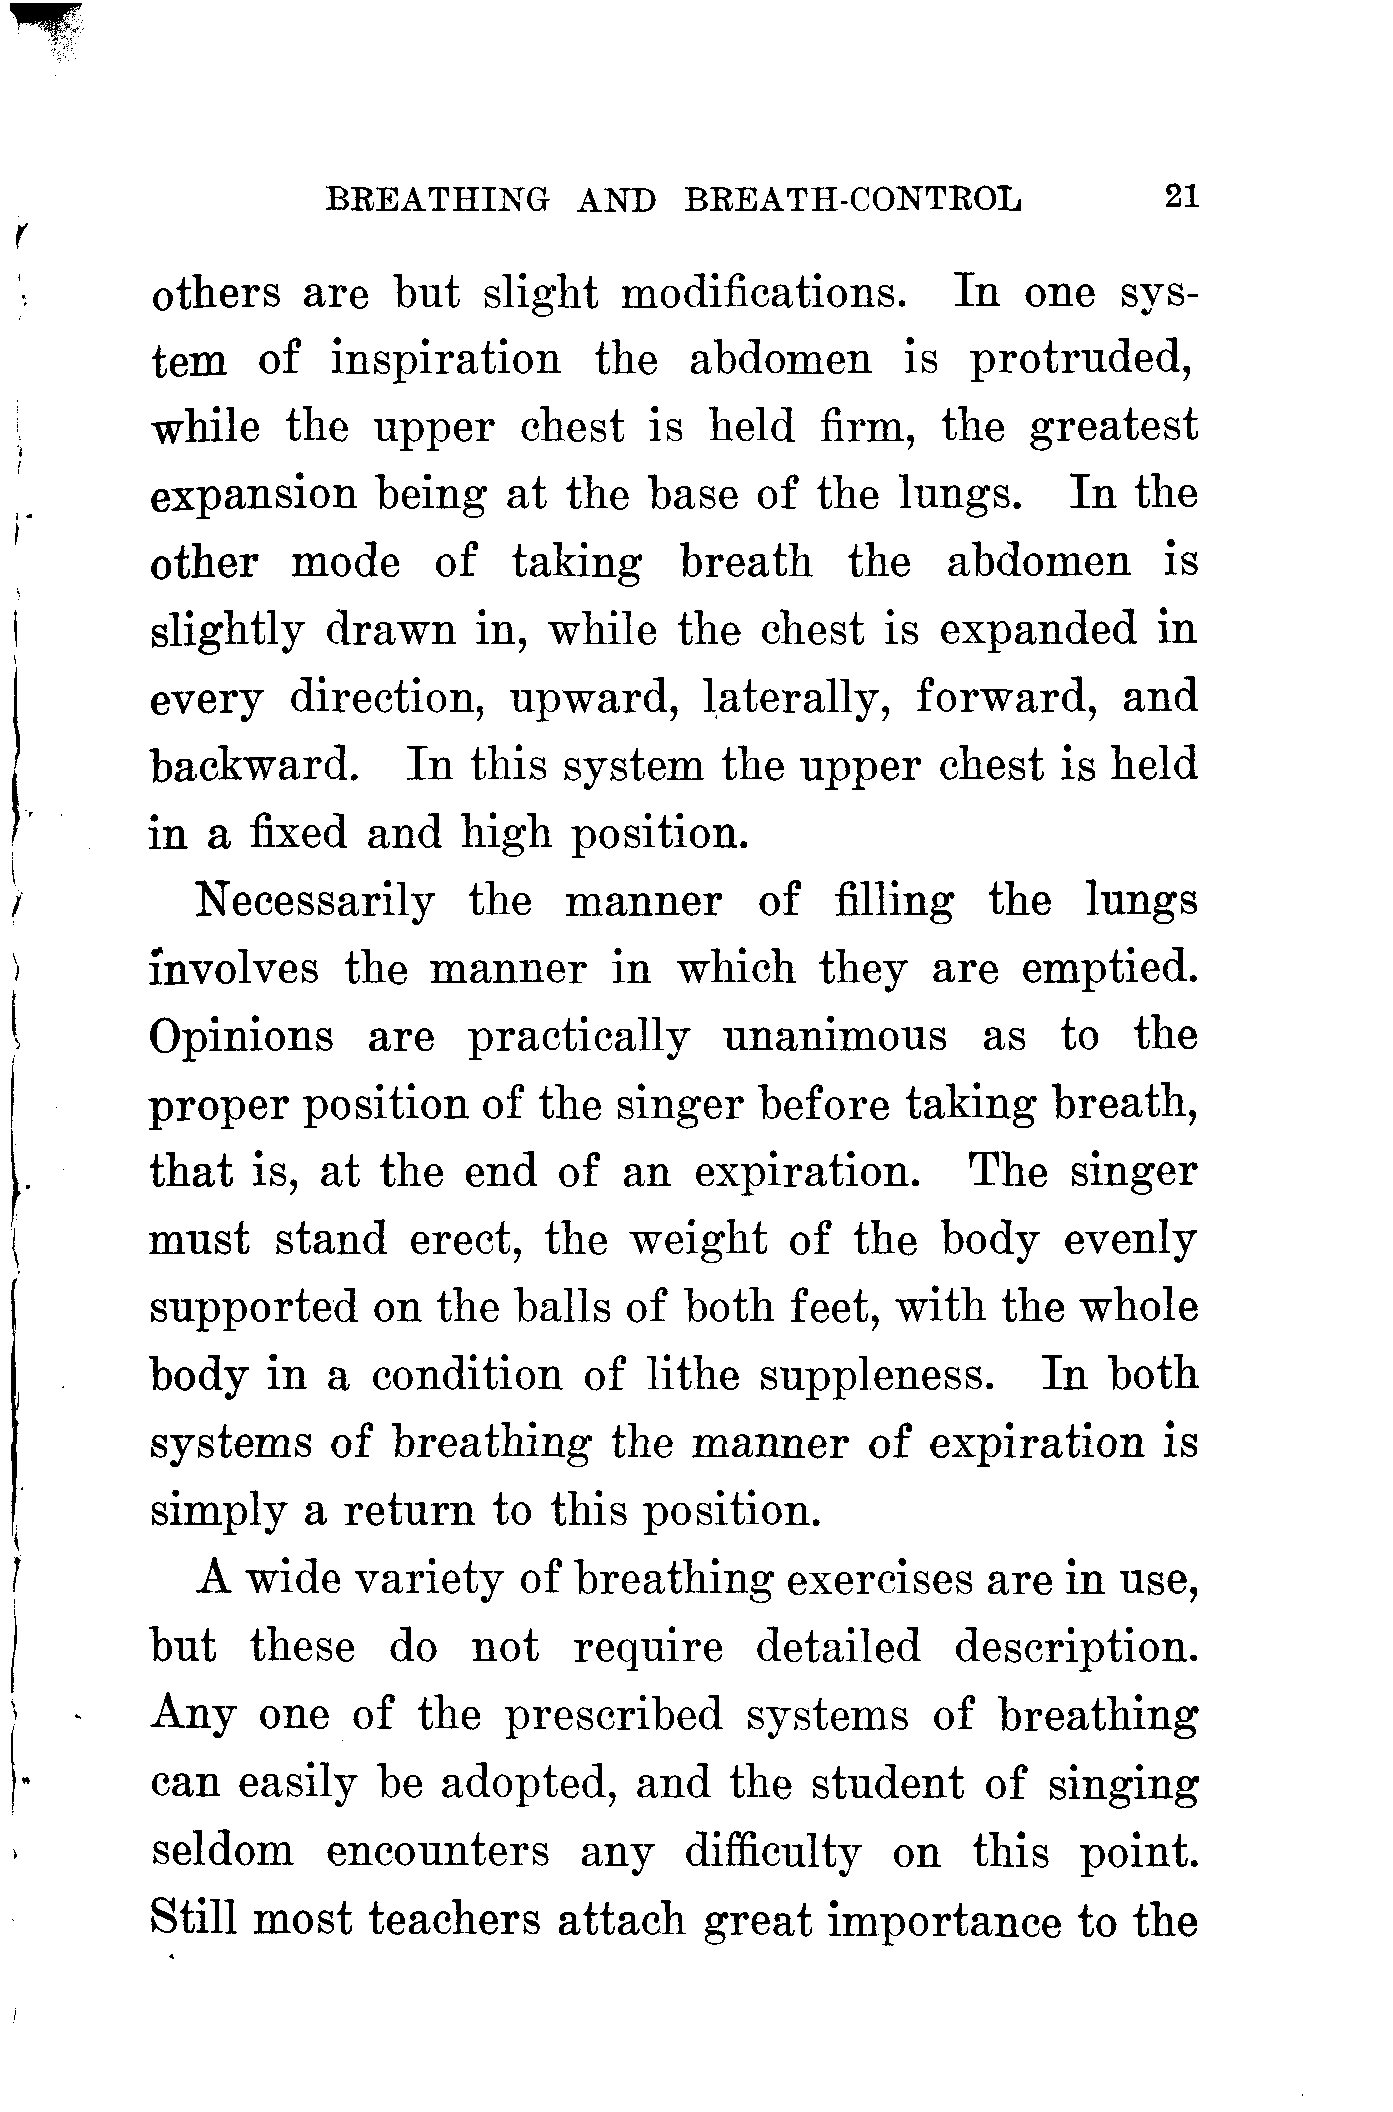 BREATHING AND BREATH-CONTROL 21
others are but slight modifications. In one sys-
tem of inspiration the abdomen is protruded,
while the upper chest is held firm, the greatest
expansion being at the base of the lungs. In the
other mode of taking breath the abdomen is
slightly drawn in, while the chest is expanded in
every direction, upward, laterally, forward, and
backward. In this system the upper chest is held
in a fixed and high position.
Necessarily the manner of filling the lungs
involves the manner in which they are emptied.
Opinions are practically unanimous as to the
proper position of the singer before taking breath,
that is, at the end of an expiration. The singer
must stand erect, the weight of the body evenly
supported on the balls of both feet, with the whole
body in a condition of lithe suppleness. In both
systems of breathing the manner of expiration is
simply a return to this position.
A wide variety of breathing exercises are in use,
but these do not require detailed description.
Any one of the prescribed systems of breathing
can easily be adopted, and the student of singing
seldom encounters any difficulty on this point.
Still most teachers attach great importance to the